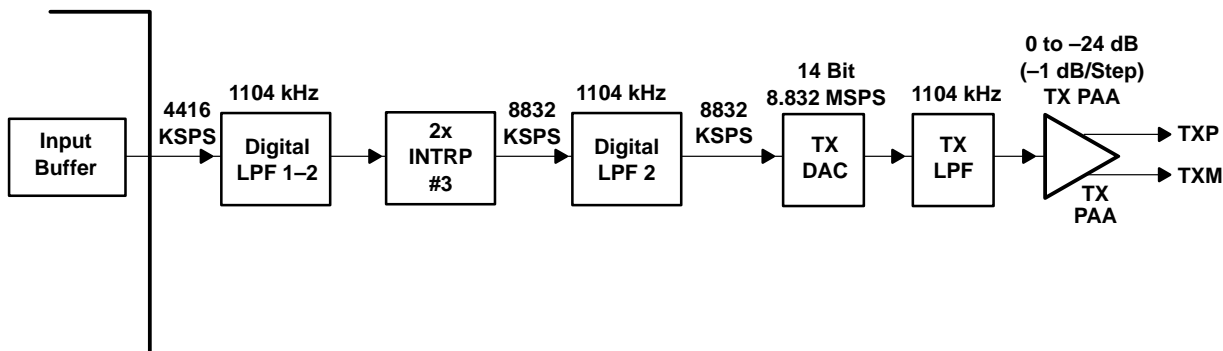 Input
Buffer
4416
KSPS
1104 kHz
Digital
LPF 1–2
2x
INTRP
#3
8832
KSPS
1104 kHz
Digital
LPF 2
8832
KSPS
14 Bit
8.832 MSPS
TX
DAC
1104 kHz
TX
LPF
0 to –24 dB
(–1 dB/Step)
TX PAA
TX
PAA
TXP
TXM